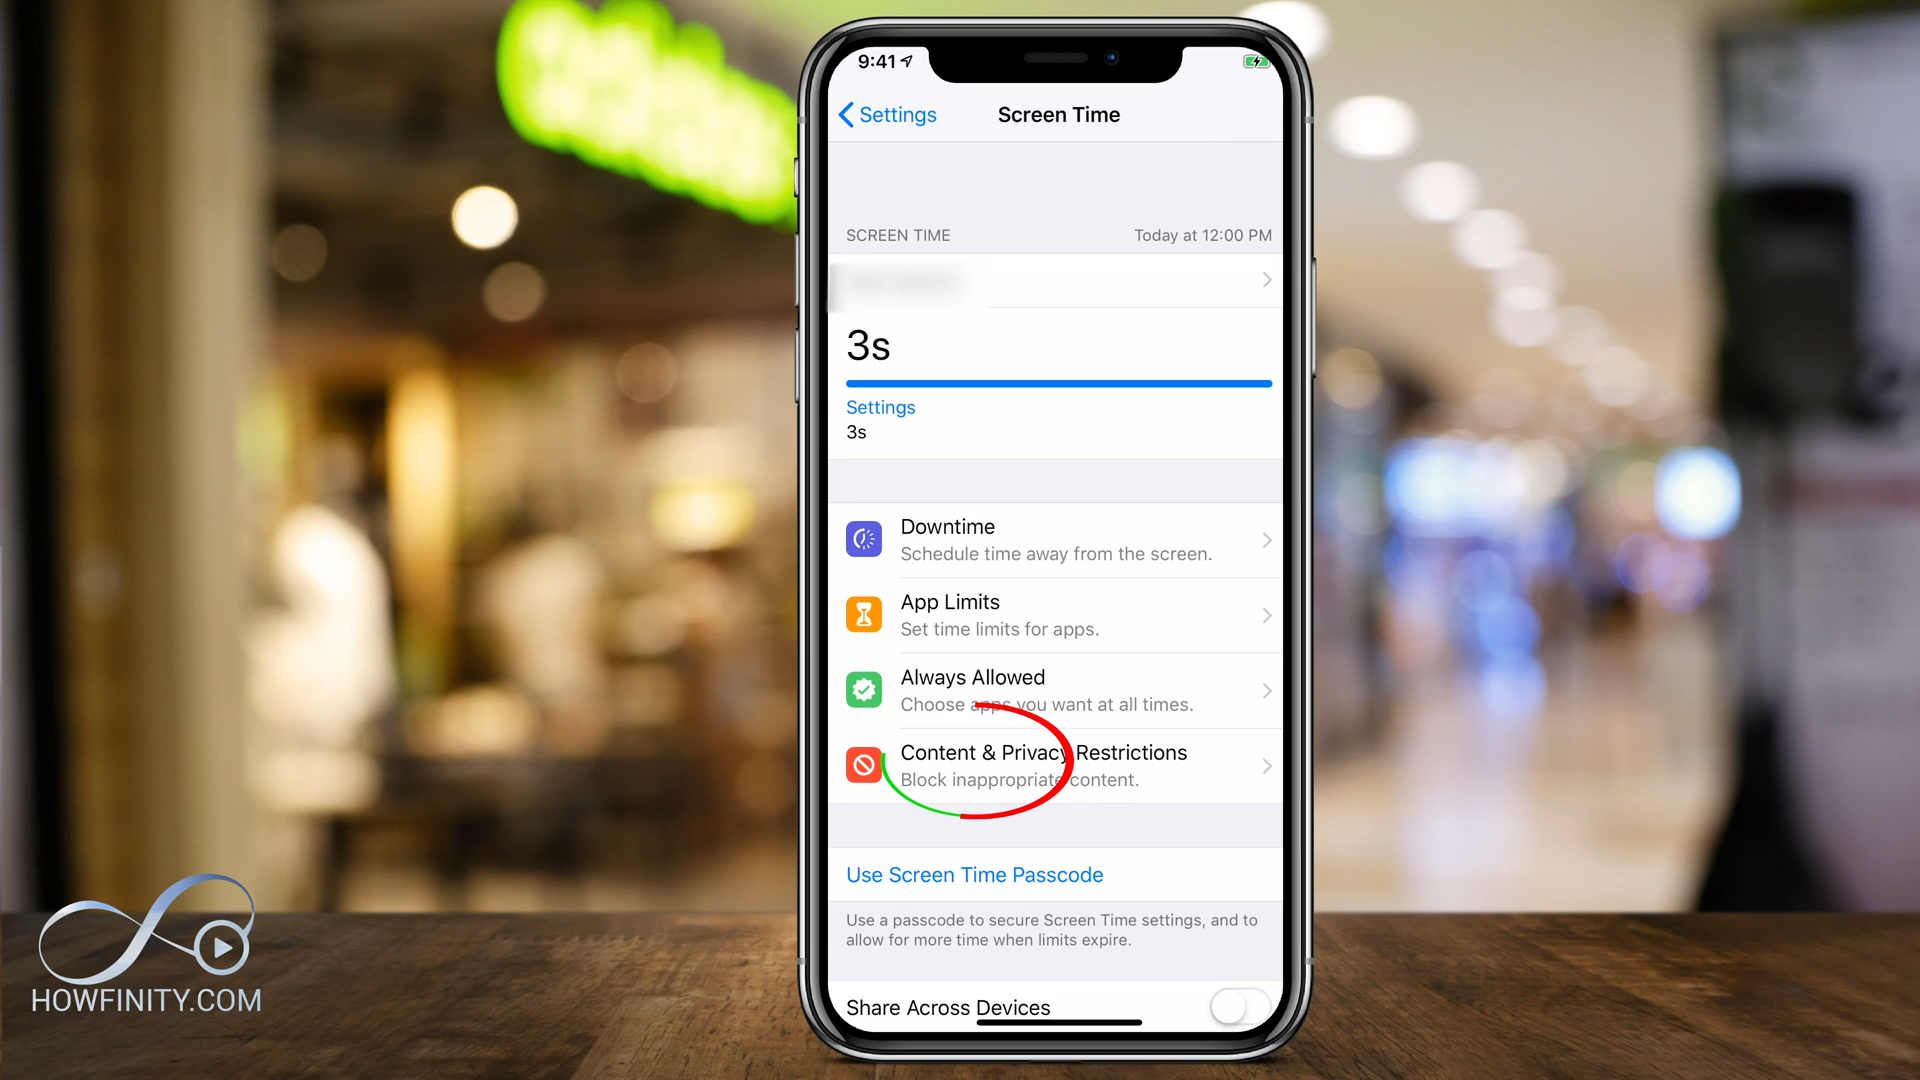 9:41
Settings
Screen Time
SCREEN TIME
Today at 12:00 PM
3s
Settings
3s
Downtime
Schedule time away from the screen.
App Limits
Set time limits for apps.
Always Allowed
Choose apps you want at all times.
Content & Privacy Restrictions
Block inappropriate content.
Use Screen Time Passcode
Use a passcode to secure Screen Time settings, and to
allow for more time when limits expire.
Share Across Devices
HOWFINITY.COM